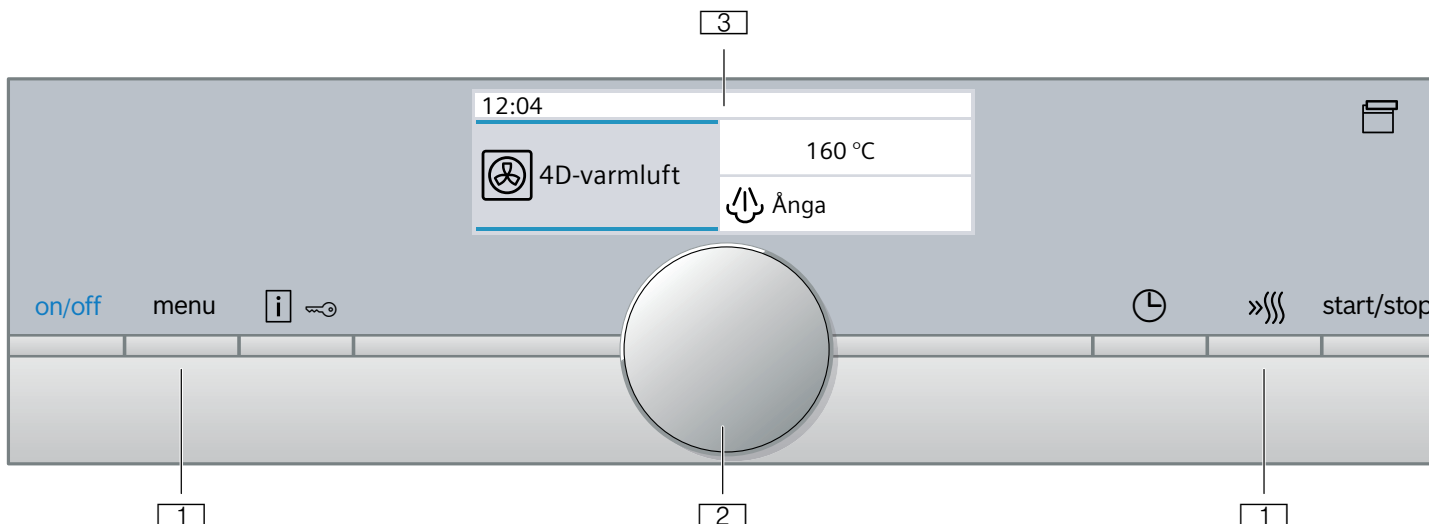 3
12:04
160 °C
4D-varmluft
Ånga
on/off menu i start/stop
1 2 1